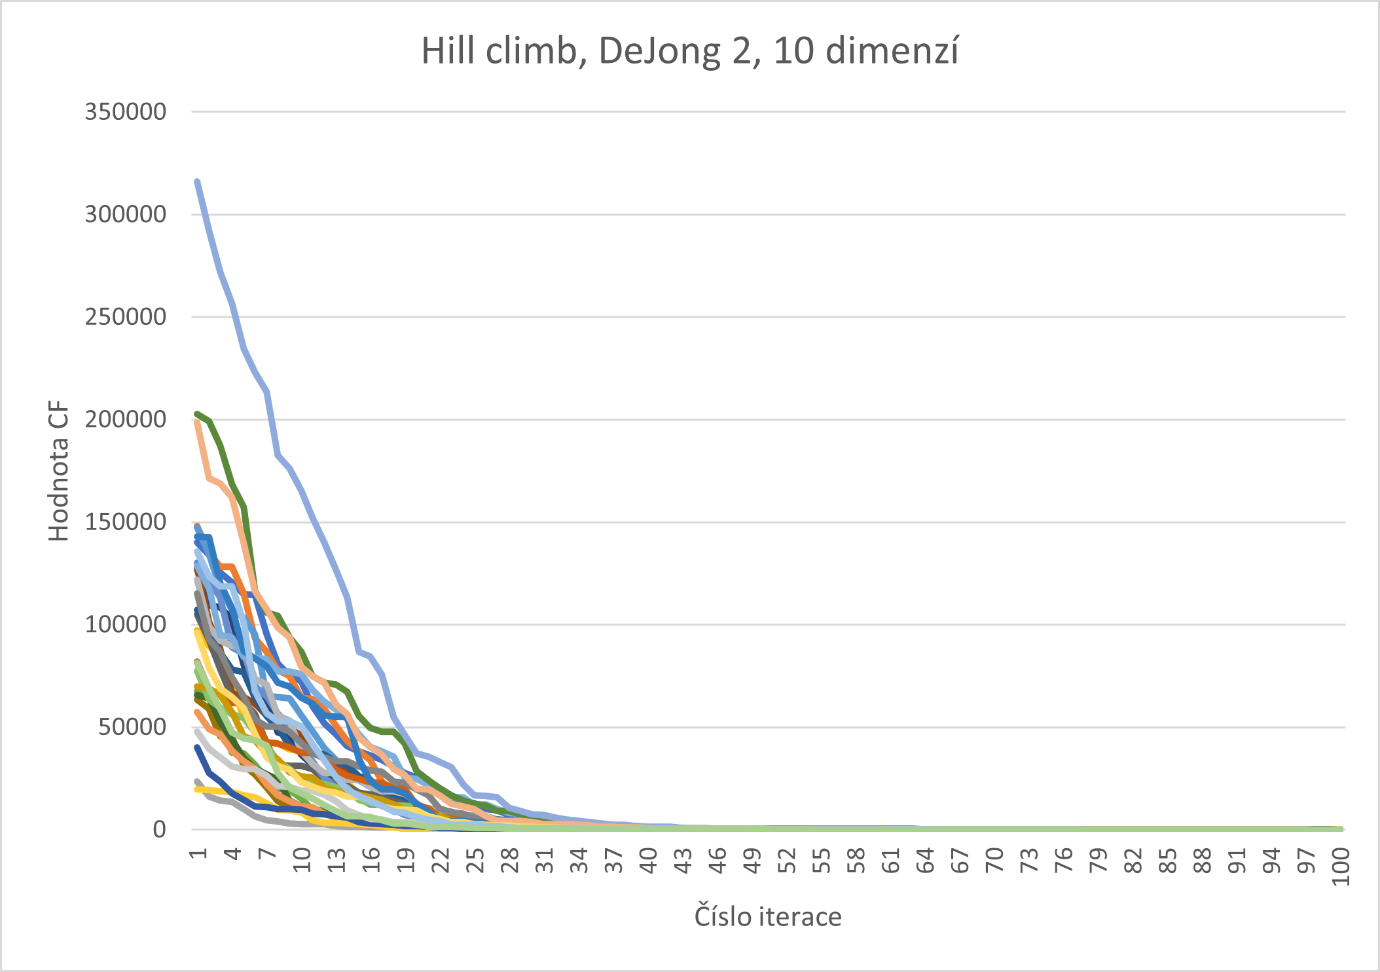 Hill climb, DeJong 2, 10 dimenzí
350000
300000
250000
200000
150000
100000
50000
0
Hodnota CF
1 4 7 10 13 16 19 22 25 28 31 34 37 40 43 46 49 52 55 58 61 64 67 70 73 76 79 82 85 88 91 94 97 100
Číslo iterace